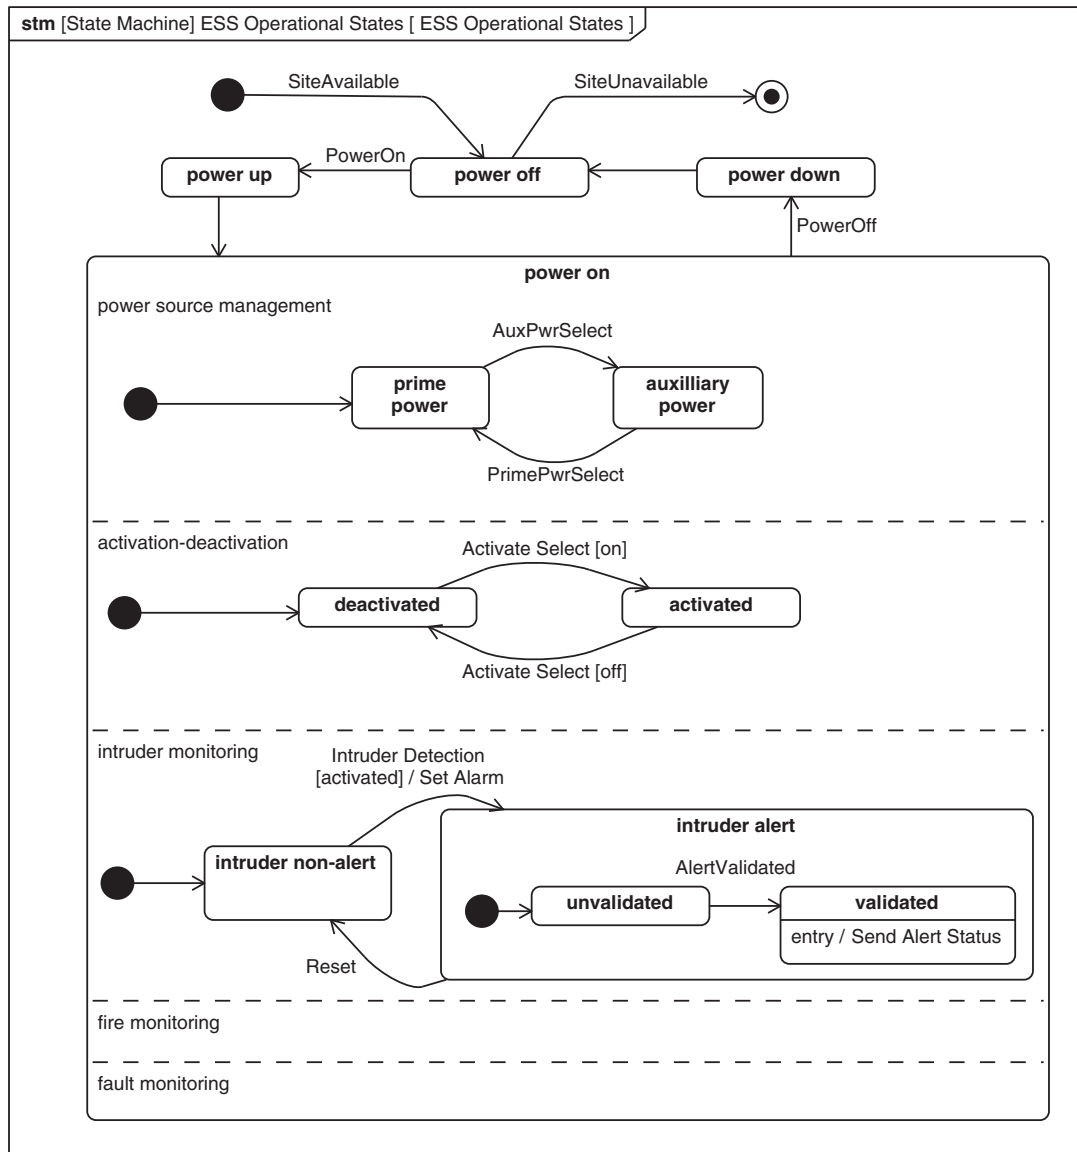 stm [State Machine] ESS Operational States [ ESS Operational States ]
SiteAvailable
SiteUnavailable
PowerOn
power up
power off
power down
PowerOff
power on
power source management
AuxPwrSelect
prime
power
auxilliary
power
PrimePwrSelect
activation-deactivation
Activate Select [on]
deactivated
activated
Activate Select [off]
intruder monitoring
Intruder Detection
[activated] / Set Alarm
intruder alert
intruder non-alert
AlertValidated
unvalidated
validated
entry / Send Alert Status
Reset
fire monitoring
fault monitoring